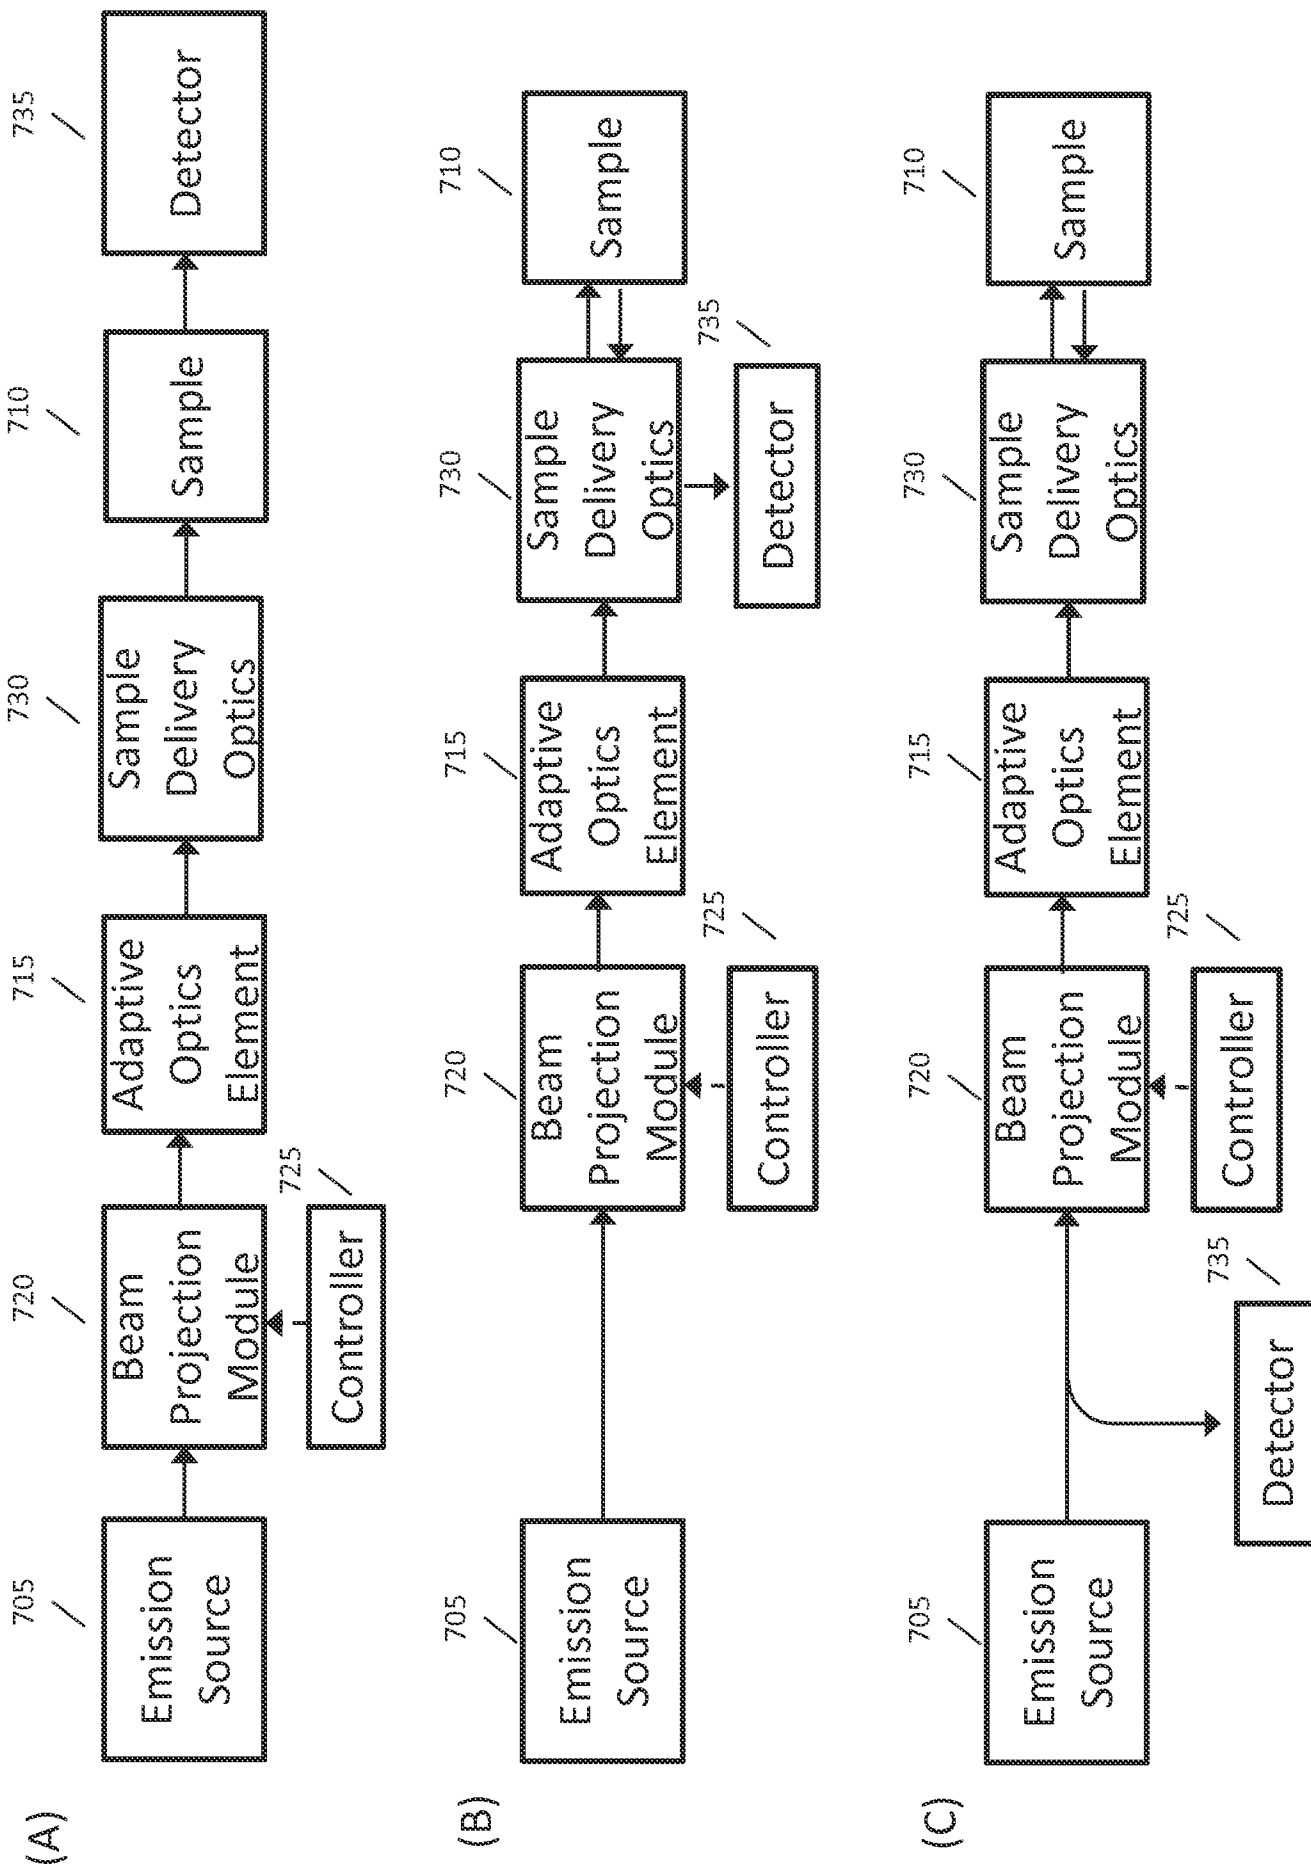 (A)
705
720
715
730
710
735
Emission
Source
Beam
Projection
Module
Adaptive
Optics
Element
Sample
Delivery
Optics
Sample
Detector
725
Controller
(B)
705
720
715
730
710
Emission
Source
Beam
Projection
Module
Adaptive
Optics
Element
Sample
Delivery
Optics
Sample
725
735
Controller
Detector
(C)
705
720
715
730
710
Emission
Source
Beam
Projection
Module
Adaptive
Optics
Element
Sample
Delivery
Optics
Sample
735
725
Controller
Detector